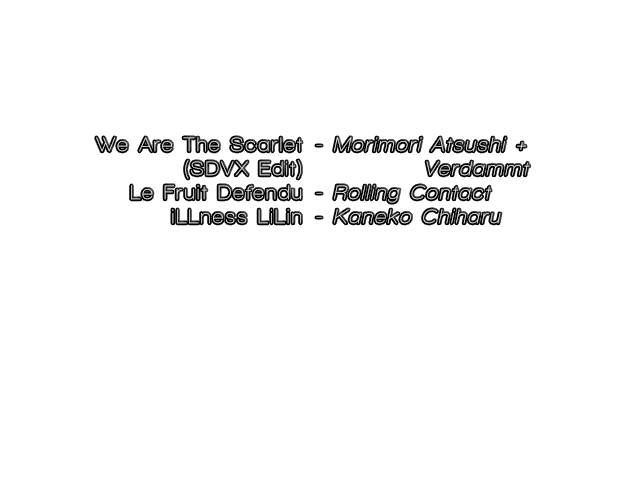 We Are The Scarlet - Morimori Atsushi +
(SDVX Edit) Verdammt
Le Fruit Defendu - Rolling Contact
iLLness LiLin - Kaneko Chiharu